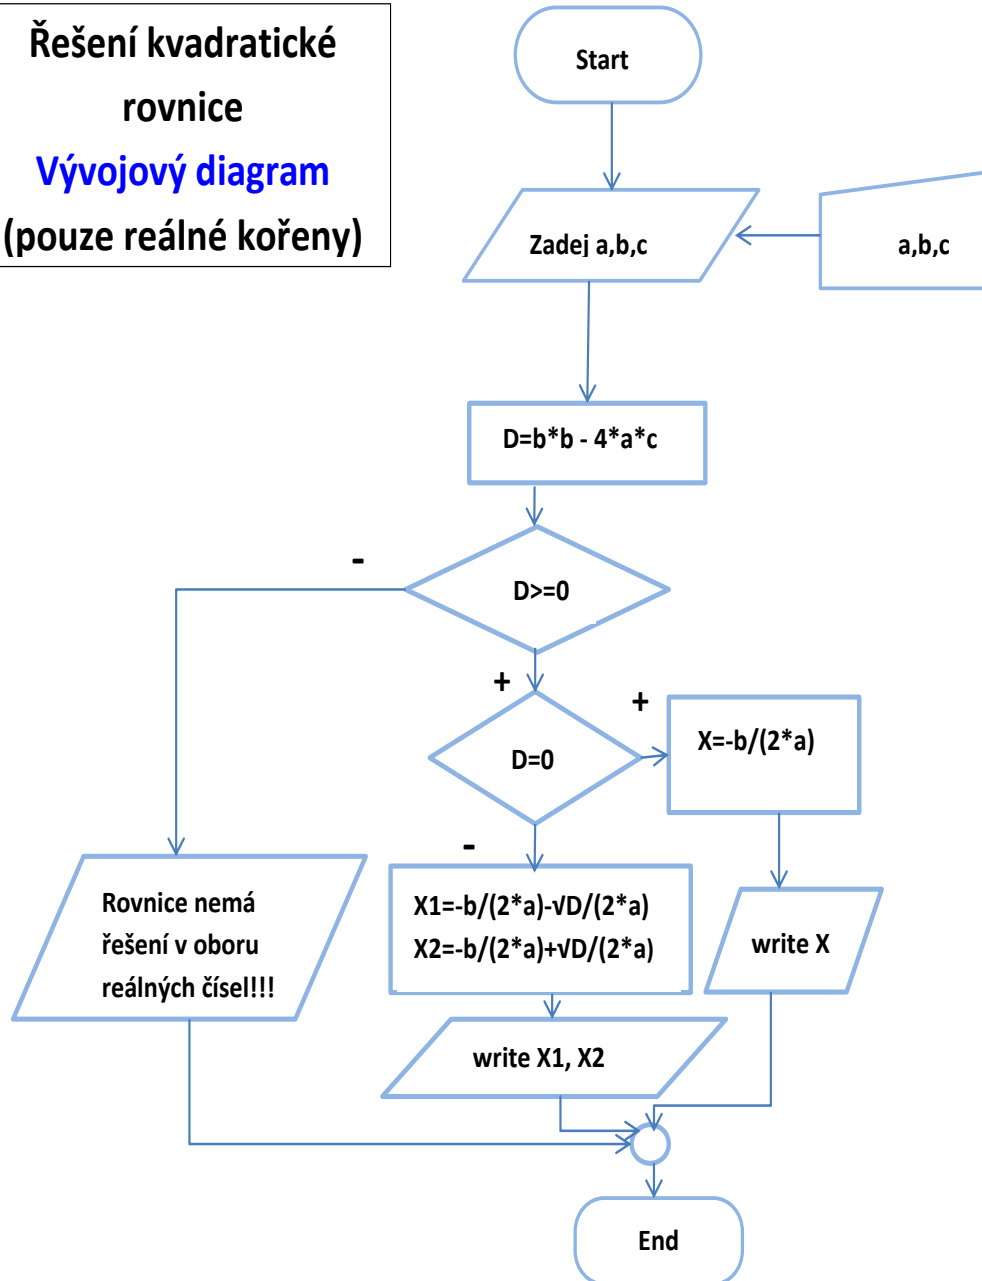 Řešení kvadratické
rovnice
Vývojový diagram
(pouze reálné kořeny)
Start
Zadej a,b,c
a,b,c
D=b*b - 4*a*c
-
D>=0
+
+
D=0
X=-b/(2*a)
-
X1=-b/(2*a)-√D/(2*a)
X2=-b/(2*a)+√D/(2*a)
Rovnice nemá
řešení v oboru
reálných čísel!!!
write X
write X1, X2
End